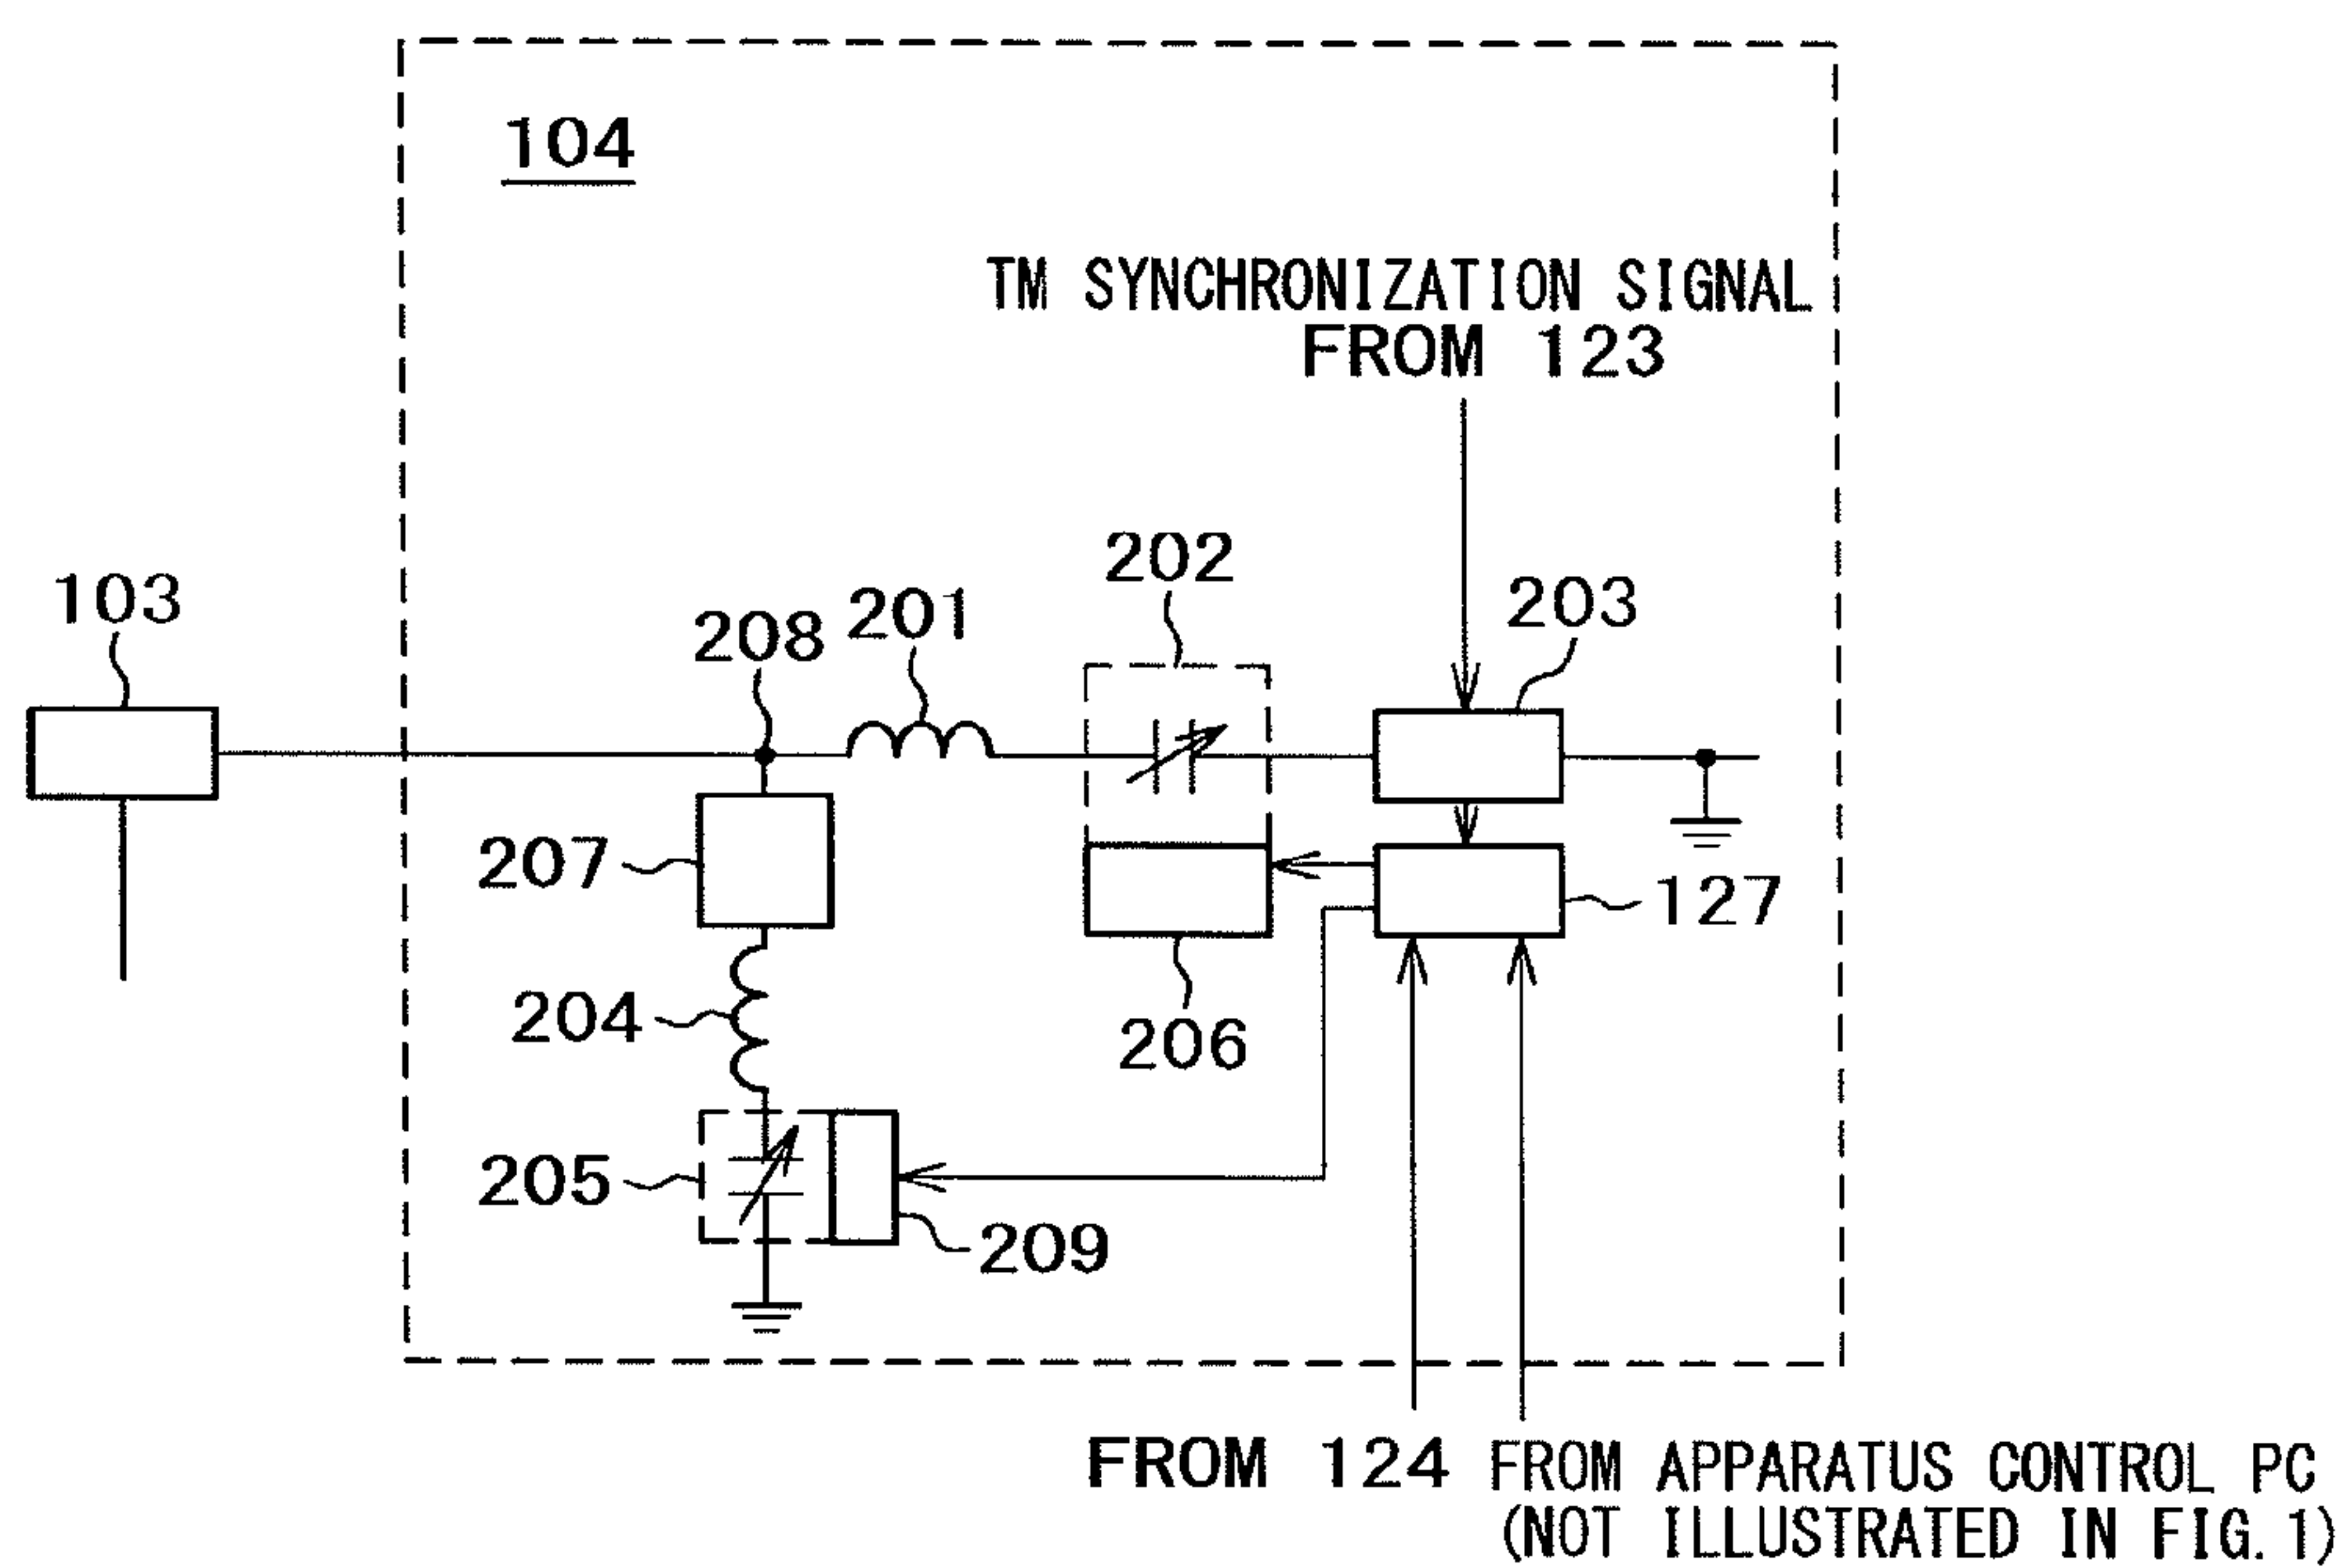 104
TM SYNCHRONIZATION SIGNAL
FROM 123
103
208
201
202
203
207
127
204
206
205
209
FROM 124
FROM APPARATUS CONTROL PC
(NOT ILLUSTRATED IN FIG. 1)